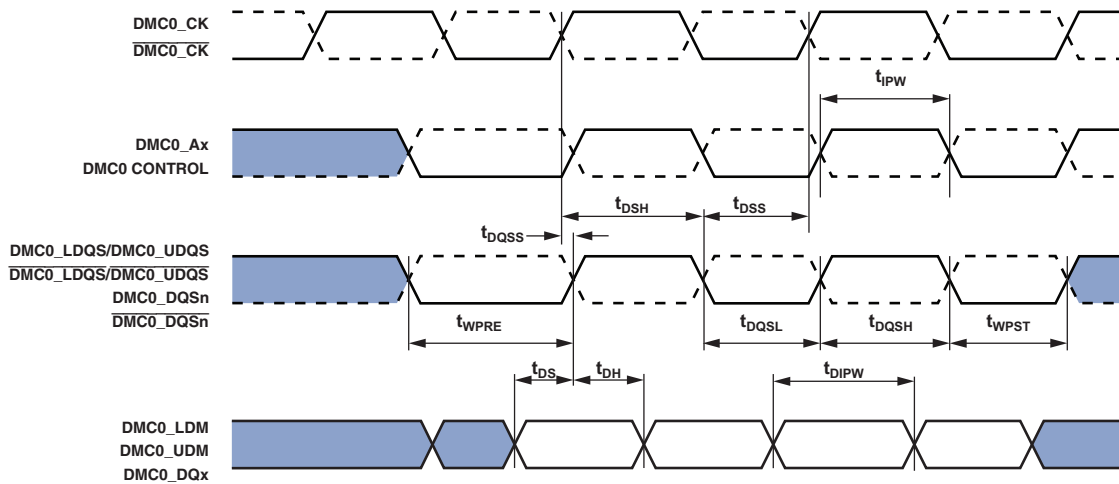 DMC0_CK
DMC0_CK
tIPW
DMC0_Ax
DMC0 CONTROL
tDSH
tDSS
tDQSS
DMC0_LDQS/DMC0_UDQS
DMC0_LDQS/DMC0_UDQS
DMC0_DQSn
DMC0_DQSn
tWPRE
tDQSL
tDQSH
tWPST
tDS
tDH
tDIPW
DMC0_LDM
DMC0_UDM
DMC0_DQx